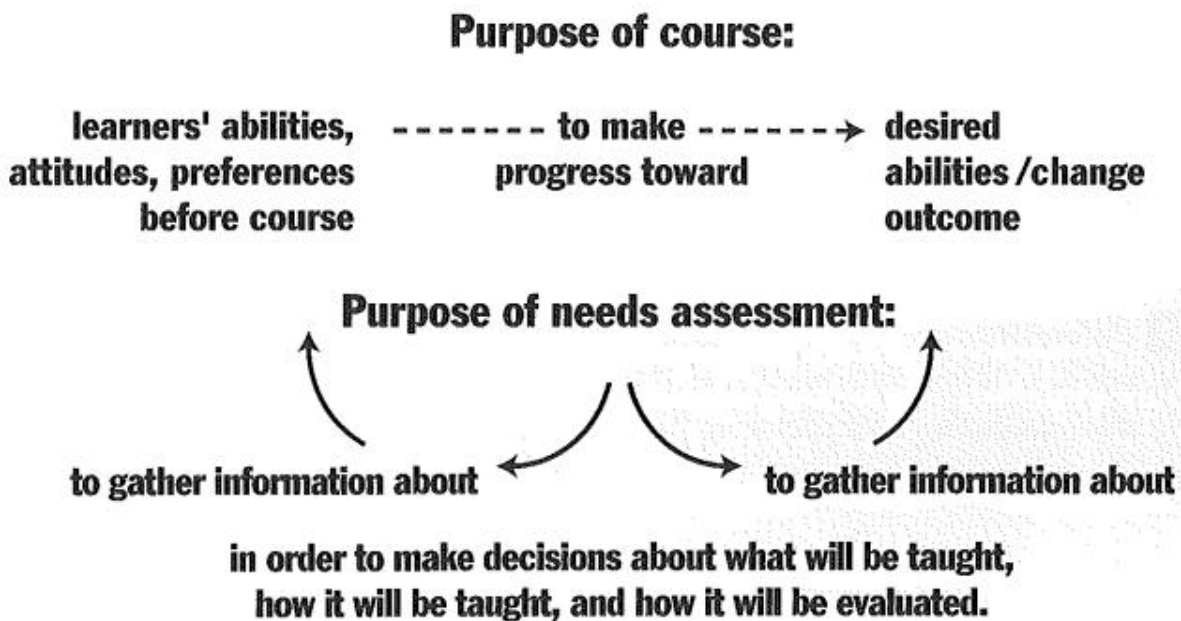 Purpose of course:
learners' abilities, to make desired
attitudes, preferences progress toward abilities /change
before course outcome
Purpose of needs assessment:
to gather information about to gather information about
in order to make decisions about what will be taught,
how it will be taught, and how it will be evaluated.